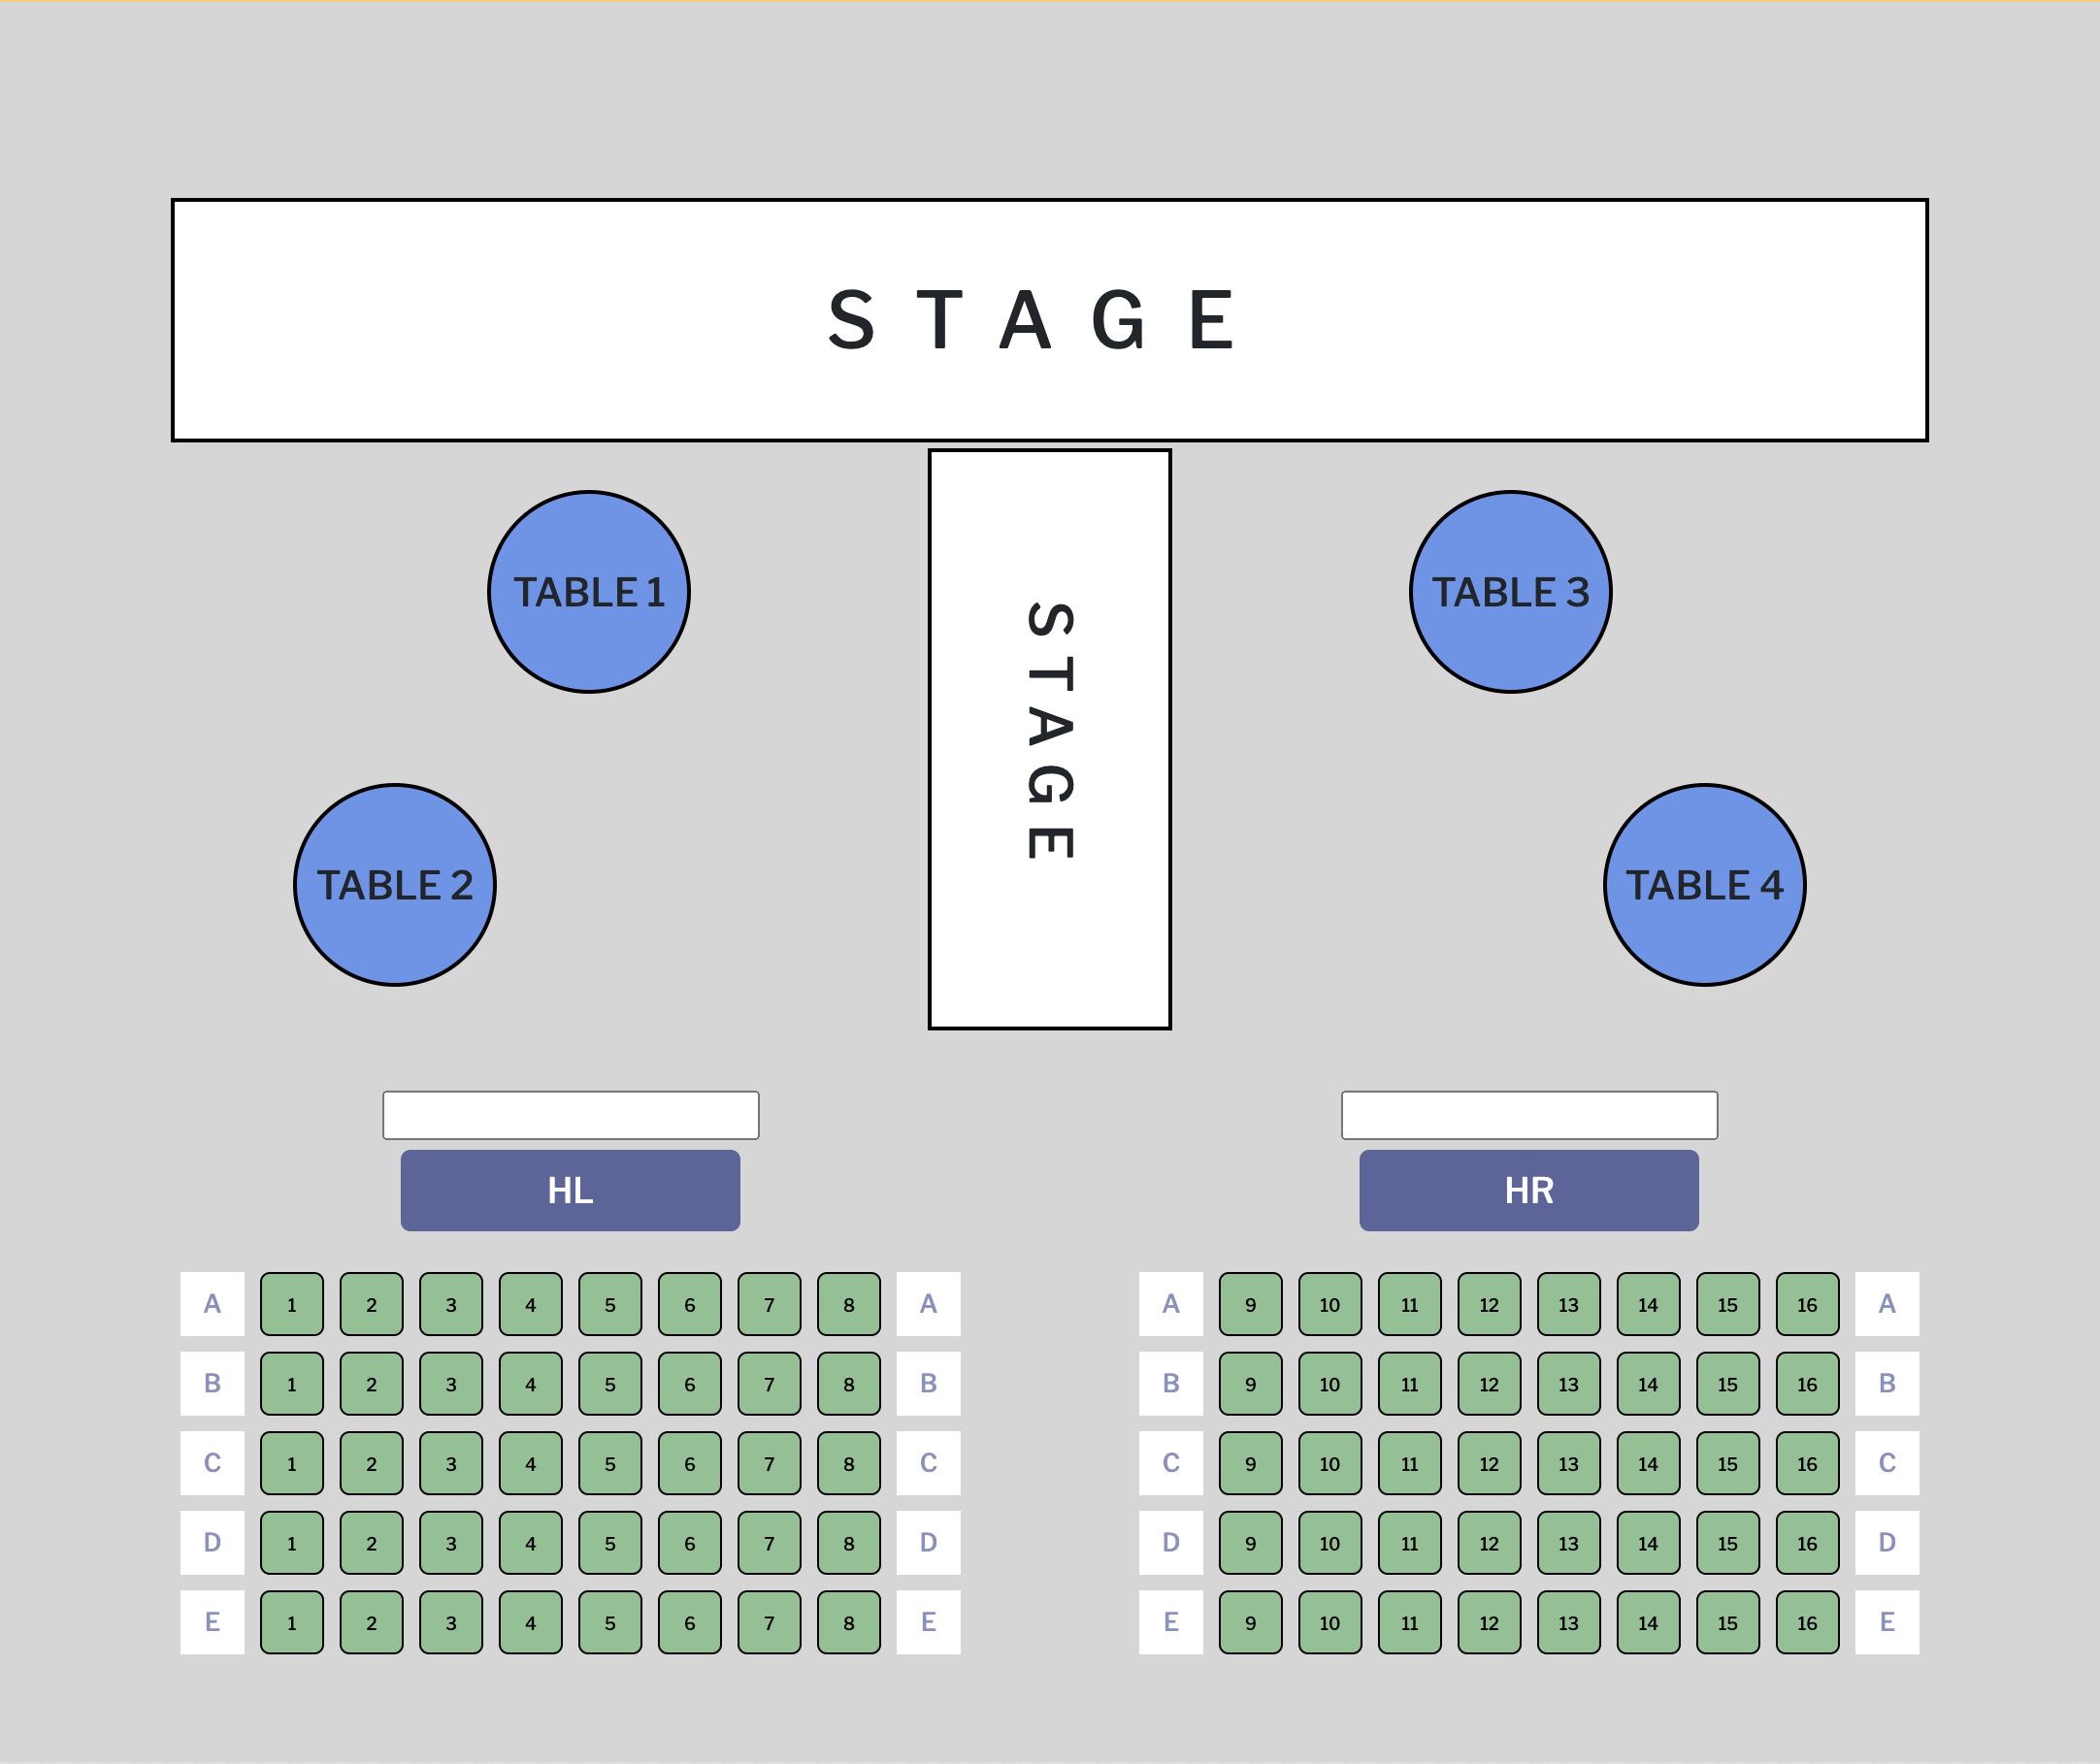 STAGE
STAGE
TABLE 1
TABLE 3
TABLE 2
TABLE 4
HL
HR
A 1 2 3 4 5 6 7 8 A
A 9 10 11 12 13 14 15 16 A
B 1 2 3 4 5 6 7 8 B
B 9 10 11 12 13 14 15 16 B
C 1 2 3 4 5 6 7 8 C
C 9 10 11 12 13 14 15 16 C
D 1 2 3 4 5 6 7 8 D
D 9 10 11 12 13 14 15 16 D
E 1 2 3 4 5 6 7 8 E
E 9 10 11 12 13 14 15 16 E